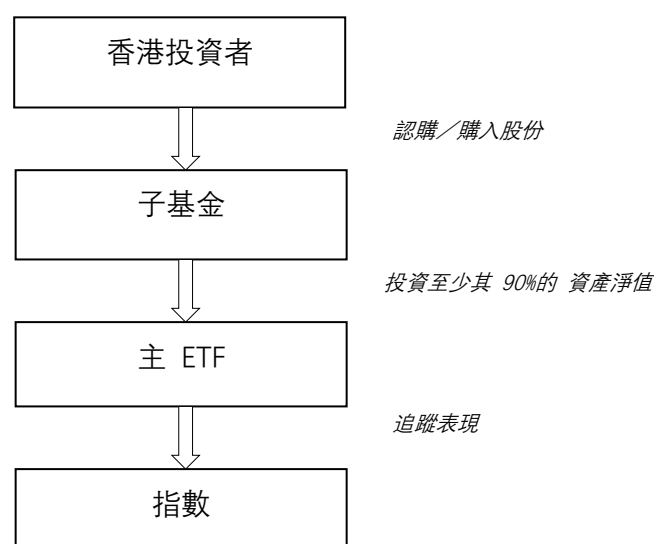 香港投資者
認購／購入股份
子基金
投資至少其 90%的 資產淨值
主 ETF
追蹤表現
指數